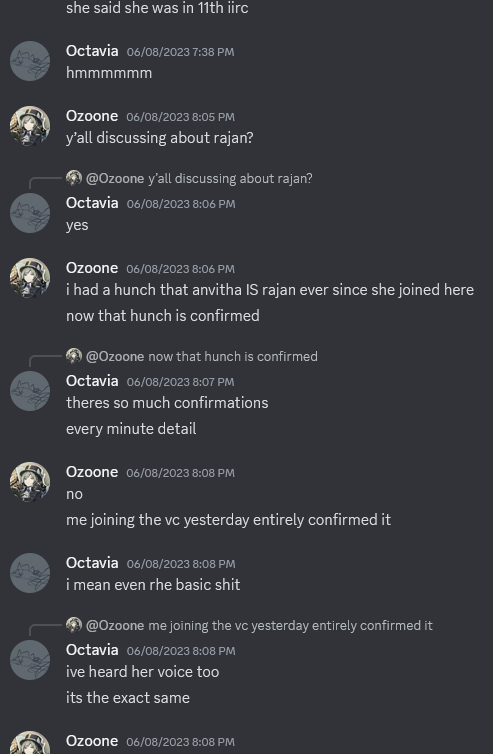 she said she was in 11th iirc
Octavia 06/08/2023 7:38 PM
hmmmmmm
Ozoone 06/08/2023 8:05 PM
y'all discussing about rajan?
@Ozoone y'all discussing about rajan?
Octavia 06/08/2023 8:06 PM
yes
Ozoone 06/08/2023 8:06 PM
i had a hunch that anvitha IS rajan ever since she joined here
now that hunch is confirmed
@Ozoone now that hunch is confirmed
Octavia 06/08/2023 8:07 PM
theres so much confirmations
every minute detail
Ozoone 06/08/2023 8:08 PM
no
me joining the vc yesterday entirely confirmed it
Octavia 06/08/2023 8:08 PM
i mean even rhe basic shit
@Ozoone me joining the vc yesterday entirely confirmed it
Octavia 06/08/2023 8:08 PM
ive heard her voice too
its the exact same
Ozoone 06/08/2023 8:08 PM